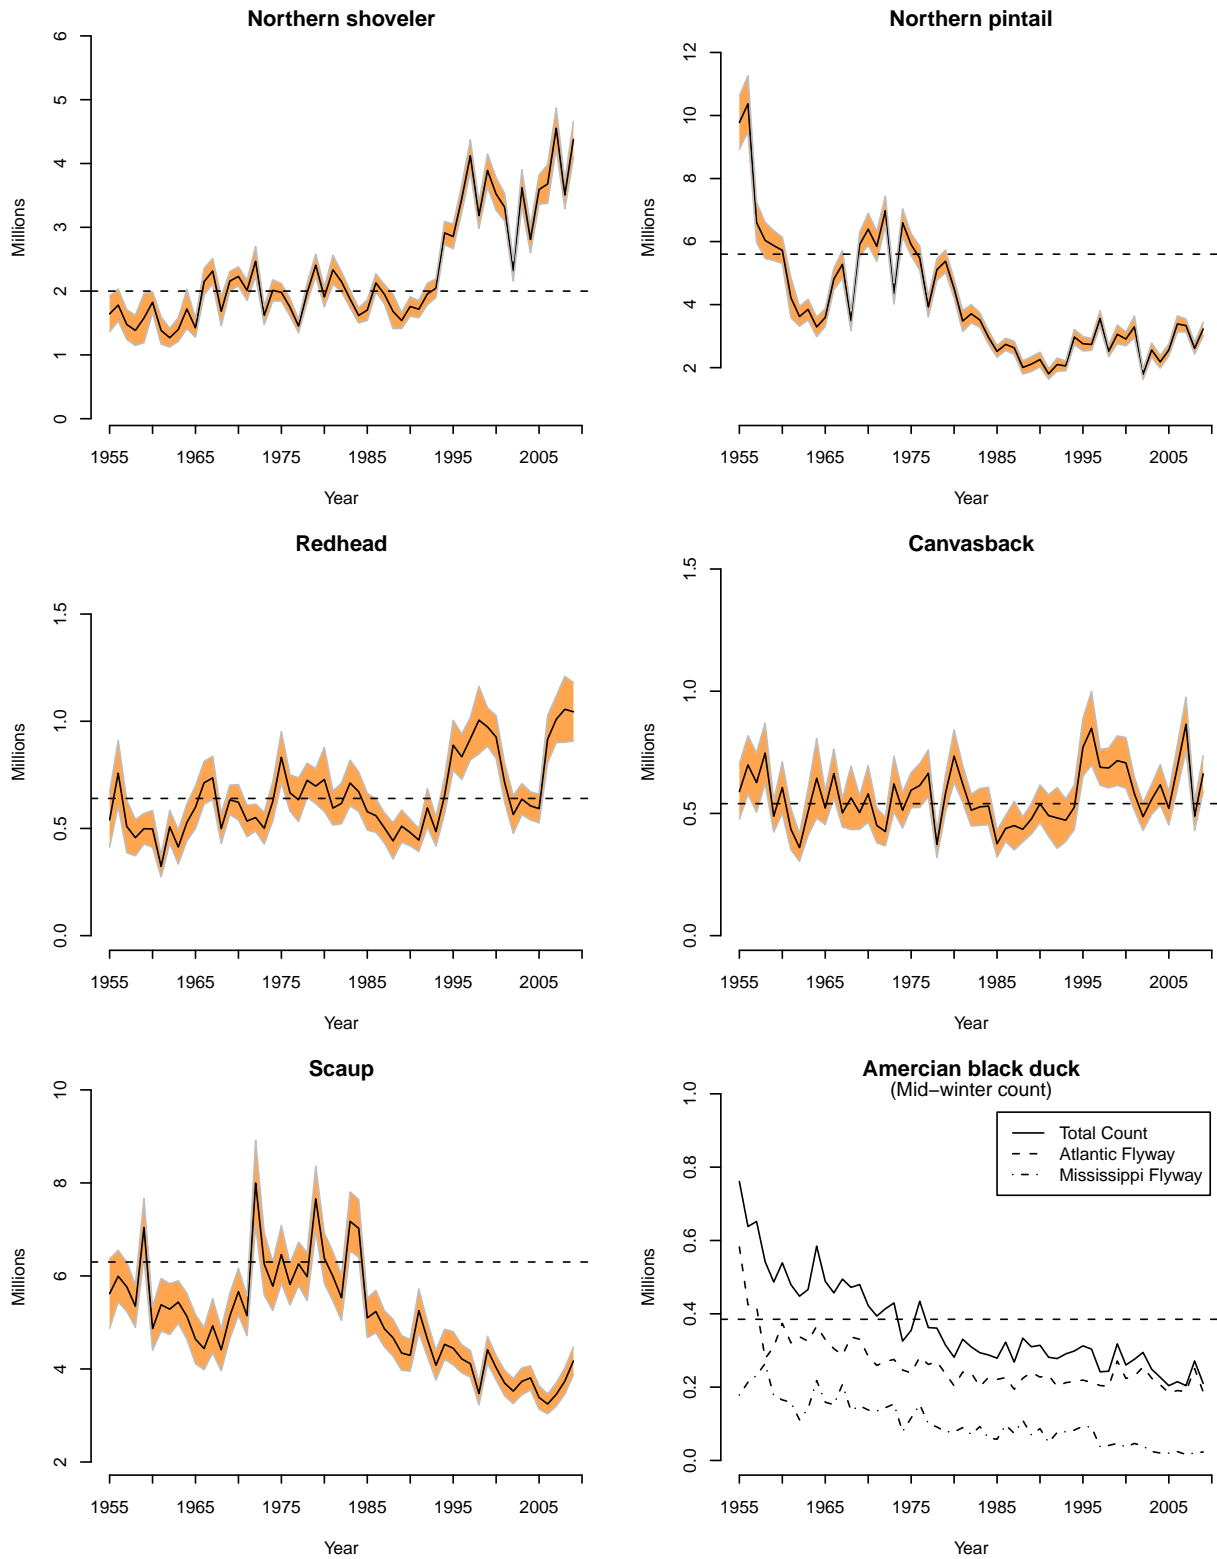 Northern shoveler
Millions
0 1 2 3 4 5 6
1955 1965 1975 1985 1995 2005
Year
Northern pintail
Millions
2 4 6 8 10 12
1955 1965 1975 1985 1995 2005
Year
Redhead
Millions
0.0 0.5 1.0 1.5
1955 1965 1975 1985 1995 2005
Year
Canvasback
Millions
0.0 0.5 1.0 1.5
1955 1965 1975 1985 1995 2005
Year
Scaup
Millions
2 4 6 8 10
1955 1965 1975 1985 1995 2005
Year
Amercian black duck
(Mid−winter count)
Total Count
Atlantic Flyway
Mississippi Flyway
Millions
0.0 0.2 0.4 0.6 0.8 1.0
1955 1965 1975 1985 1995 2005
Year